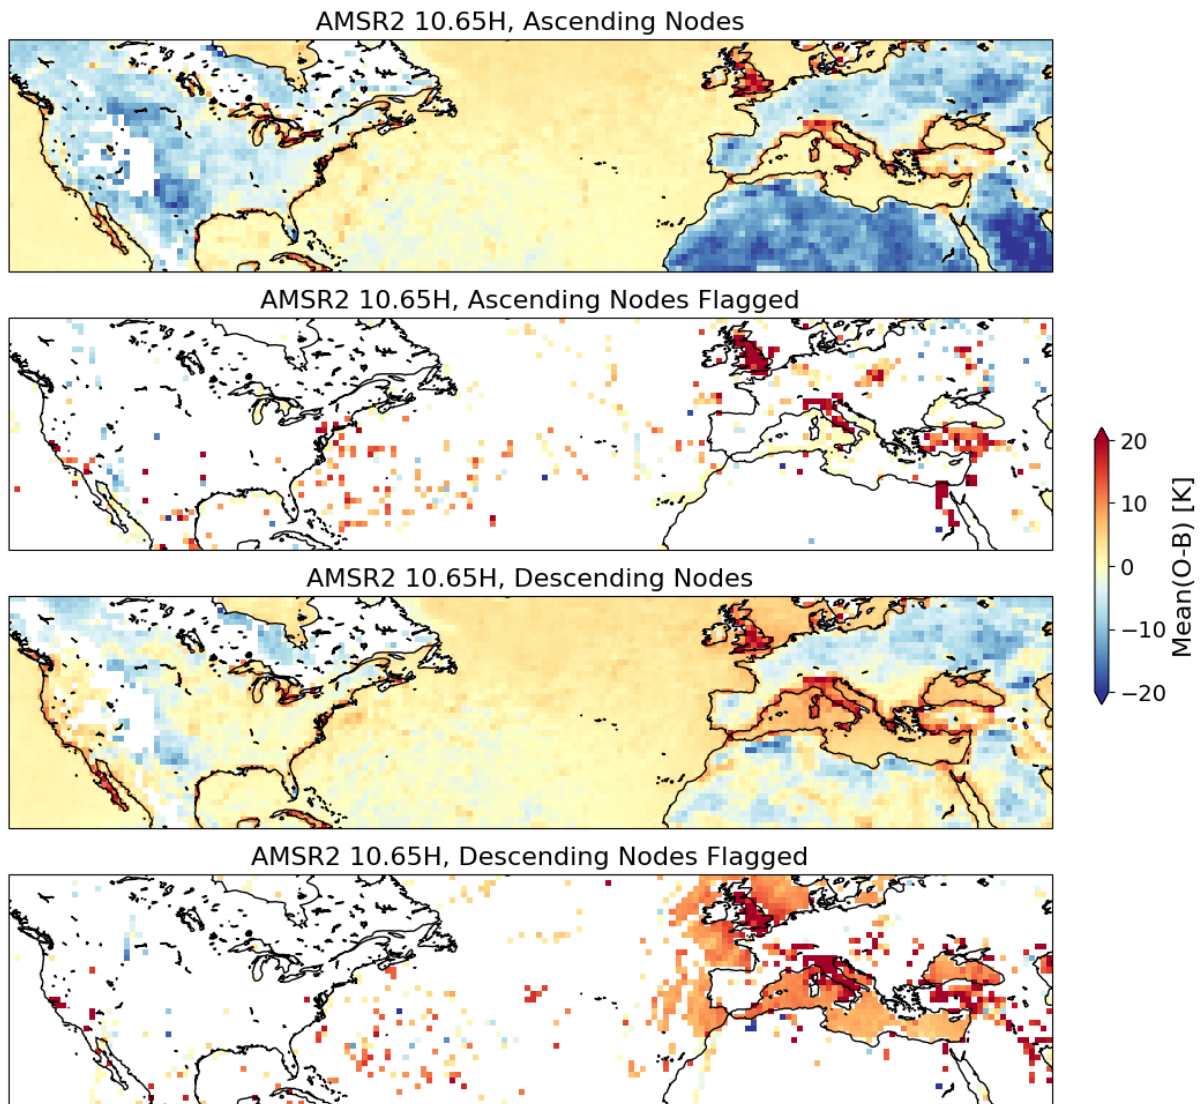 AMSR2 10.65H, Ascending Nodes
AMSR2 10.65H, Ascending Nodes Flagged
AMSR2 10.65H, Descending Nodes
AMSR2 10.65H, Descending Nodes Flagged
20
10
0
−10
−20
Mean(O-B) [K]